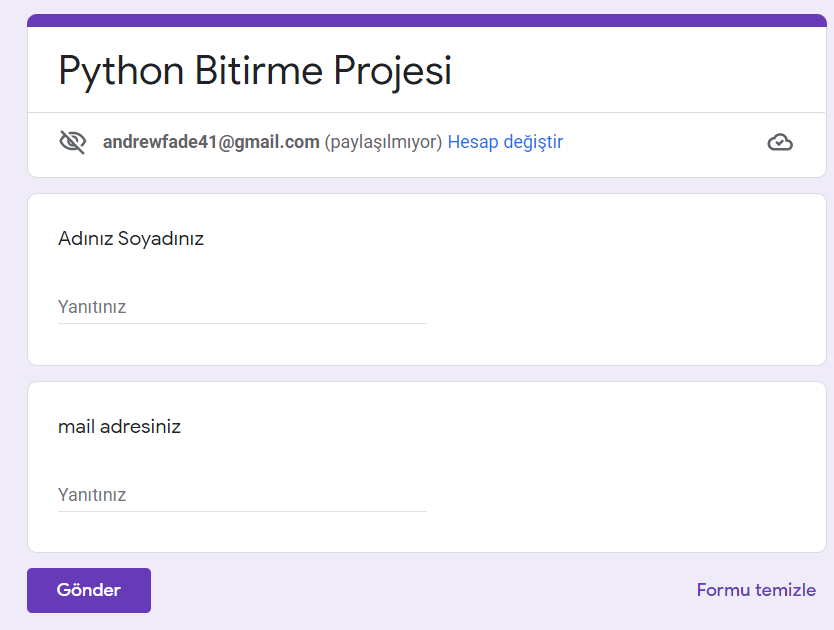 Python Bitirme Projesi
andrewfade41@gmail.com (paylaşılmıyor) Hesap değiştir
Adınız Soyadınız
Yanıtınız
mail adresiniz
Yanıtınız
Gönder
Formu temizle